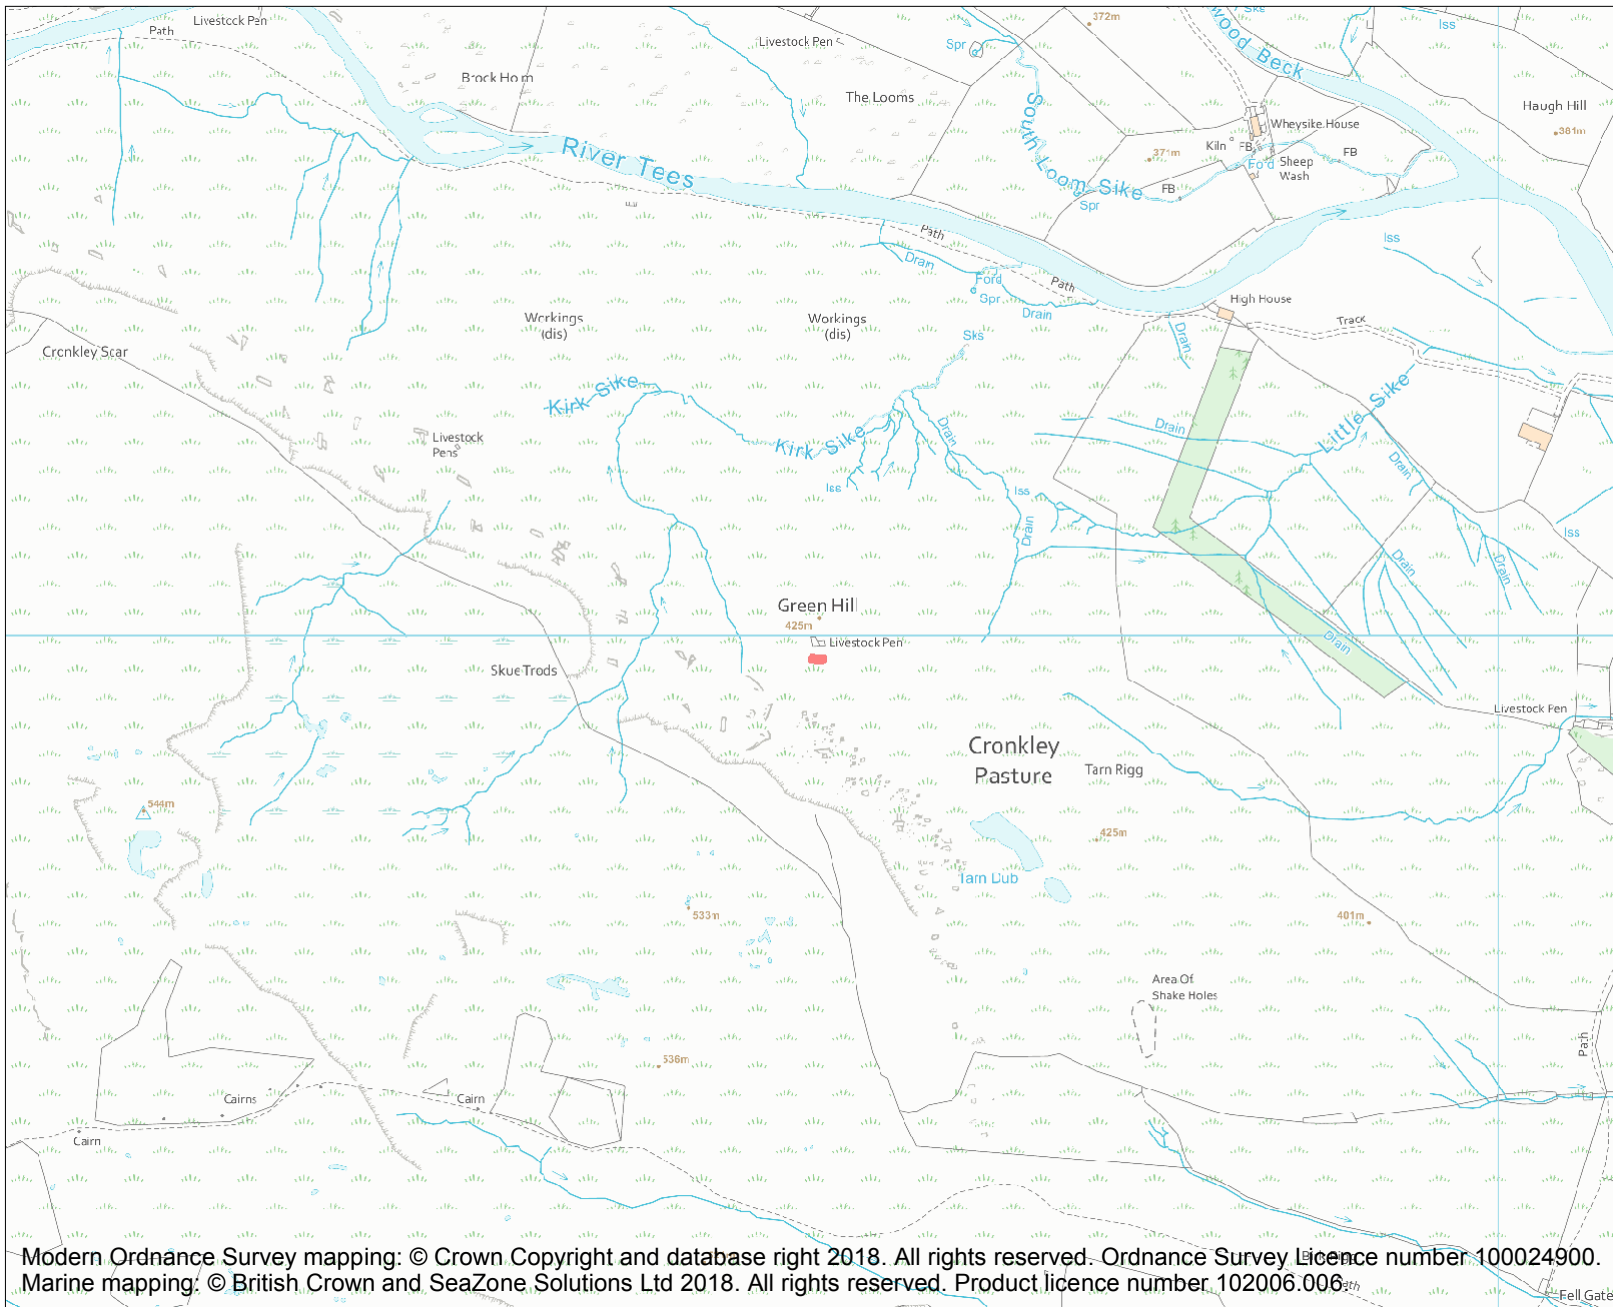 Livestock Pen
Path
Brock Holm
Livestock Pen
The Looms
372m
Spr
Sks
wood Beck
Iss
Haugh Hill
381m
South Loom Sike
Wheysike House
Kiln
FB
FB
Ford
Sheep
Wash
371m
FB
Spr
River Tees
Path
Drain
Ford
Spr
Path
Drain
Iss
High House
Track
Drain
Workings
(dis)
Workings
(dis)
Sks
Cronkley Scar
Kirk Sike
Kirk Sike
Drain
Drain
Little Sike
Drain
Livestock
Pens
Iss
Iss
Drain
Iss
Drain
Drain
Green Hill
425m
Livestock Pen
Drain
Skue Trods
Livestock Pen
Cronkley
Pasture
Tarn Rigg
544m
425m
Tarn Dub
533m
401m
Area Of
Shake Holes
536m
Path
Cairns
Cairn
Cairn
Modern Ordnance Survey mapping: © Crown Copyright and database right 2018. All rights reserved. Ordnance Survey Licence number 100024900.
Marine mapping: © British Crown and SeaZone Solutions Ltd 2018. All rights reserved. Product licence number 102006.006.
Path
Fell Gate